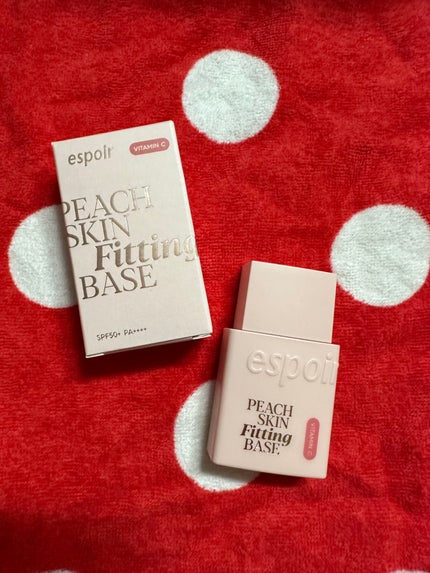 espoir
VITAMIN C
PEACH
SKIN
Fitting
BASE
SPF50+ PA++++
espoir
PEACH
SKIN
Fitting
BASE
VITAMIN C